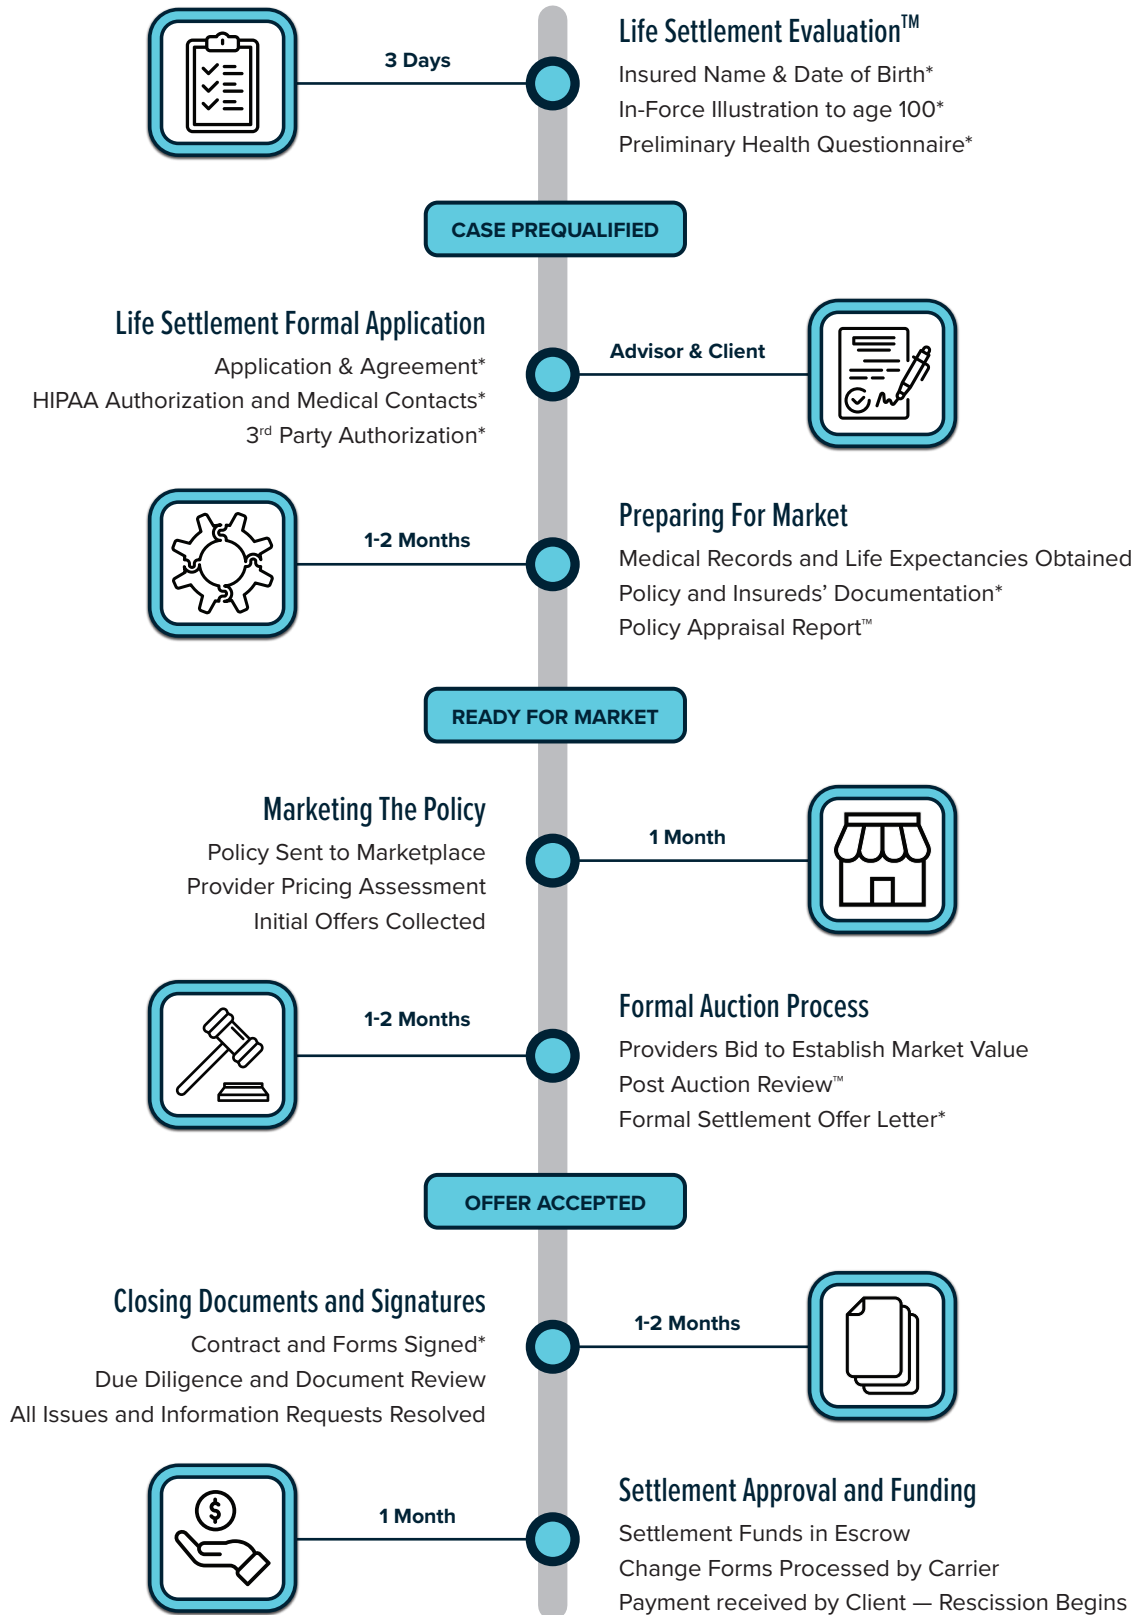 3 Days
Life Settlement Evaluation™
Insured Name & Date of Birth*
In-Force Illustration to age 100*
Preliminary Health Questionnaire*
CASE PREQUALIFIED
Life Settlement Formal Application
Application & Agreement*
HIPAA Authorization and Medical Contacts*
3rd Party Authorization*
Advisor & Client
1-2 Months
Preparing For Market
Medical Records and Life Expectancies Obtained
Policy and Insureds’ Documentation*
Policy Appraisal Report™
READY FOR MARKET
Marketing The Policy
Policy Sent to Marketplace
Provider Pricing Assessment
Initial Offers Collected
1 Month
1-2 Months
Formal Auction Process
Providers Bid to Establish Market Value
Post Auction Review™
Formal Settlement Offer Letter*
OFFER ACCEPTED
Closing Documents and Signatures
Contract and Forms Signed*
Due Diligence and Document Review
All Issues and Information Requests Resolved
1-2 Months
$
1 Month
Settlement Approval and Funding
Settlement Funds in Escrow
Change Forms Processed by Carrier
Payment received by Client — Rescission Begins